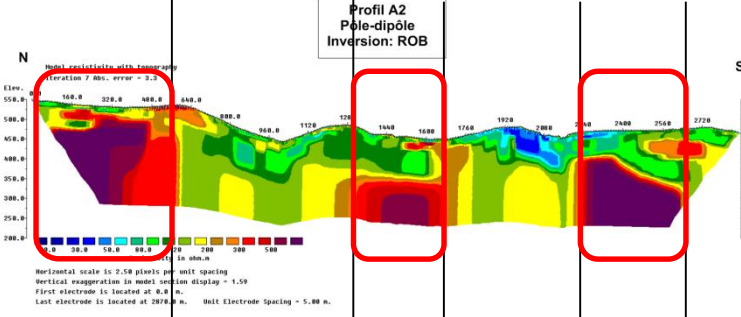 Profil A2
Pôle-dipôle
Inversion: ROB
N
S
Model resistivity with topography
Iteration 7 Abs. error = 3.3
Elev.
160.0 320.0 480.0 640.0
800.0 960.0 1120 1440 1600 1760 1920 2080 2400 2560 2720
550.0
500.0
450.0
400.0
350.0
300.0
250.0
200.0
30.0 50.0 80.0 200 300 500
in ohm.m
Horizontal scale is 2.50 pixels per unit spacing
Vertical exaggeration in model section display = 1.59
First electrode is located at 0.0 m.
Last electrode is located at 2870.0 m. Unit Electrode Spacing = 5.00 m.